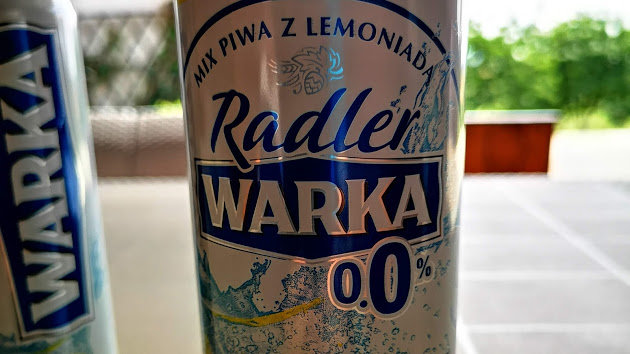 MIX PIWA Z LEMONIADĄ
Radler
WARKA
0.0%
WARKA